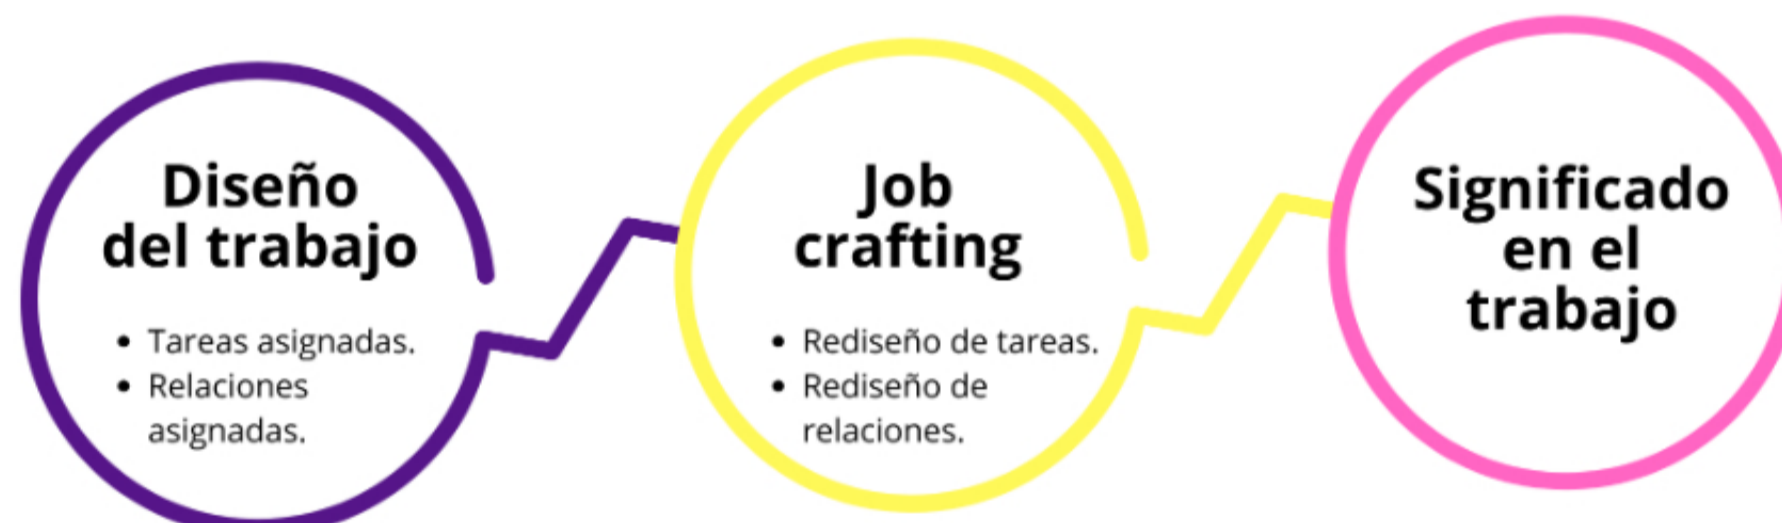 Diseño
del trabajo
• Tareas asignadas.
• Relaciones
asignadas.
Job
crafting
• Rediseño de tareas.
• Rediseño de
relaciones.
Significado
en el
trabajo